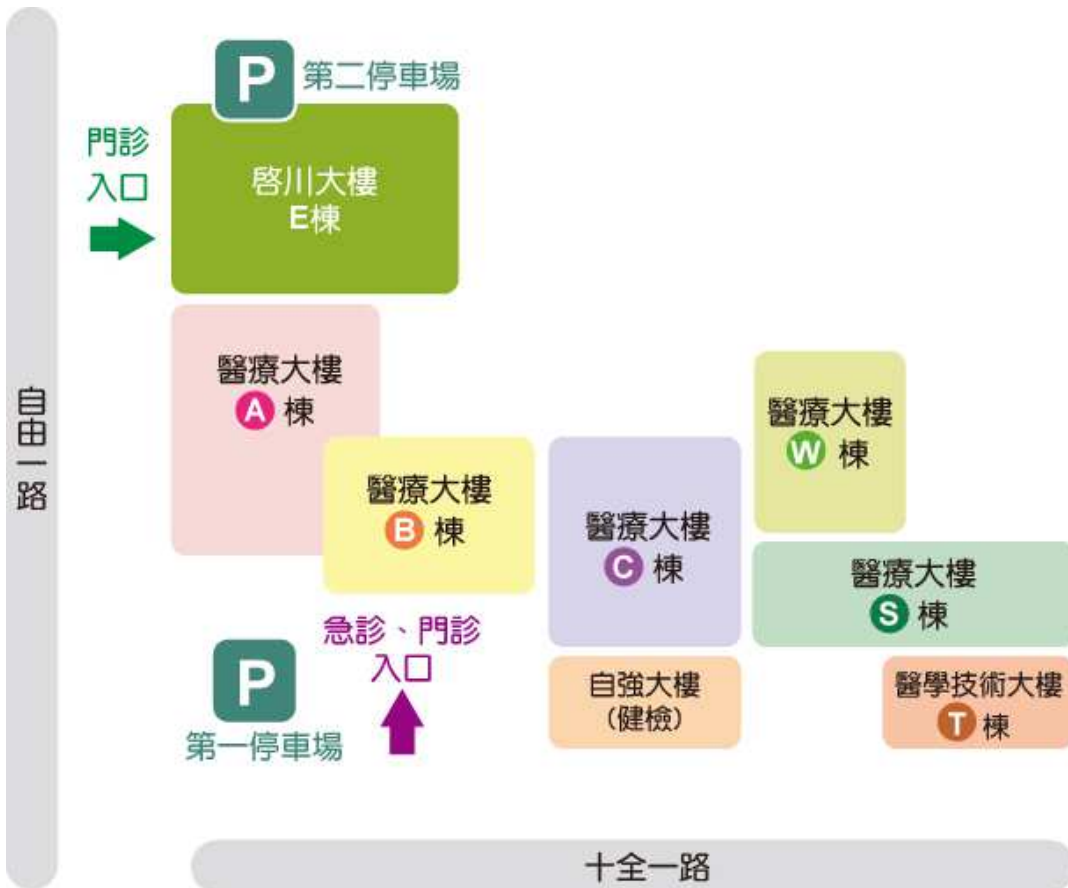 P 第二停車場
門診
入口
啓川大樓
E棟
自由一路
醫療大樓
A 棟
醫療大樓
B 棟
醫療大樓
C 棟
醫療大樓
W 棟
醫療大樓
S 棟
急診、門診
入口
P
第一停車場
自強大樓
(健檢)
醫學技術大樓
T 棟
十全一路